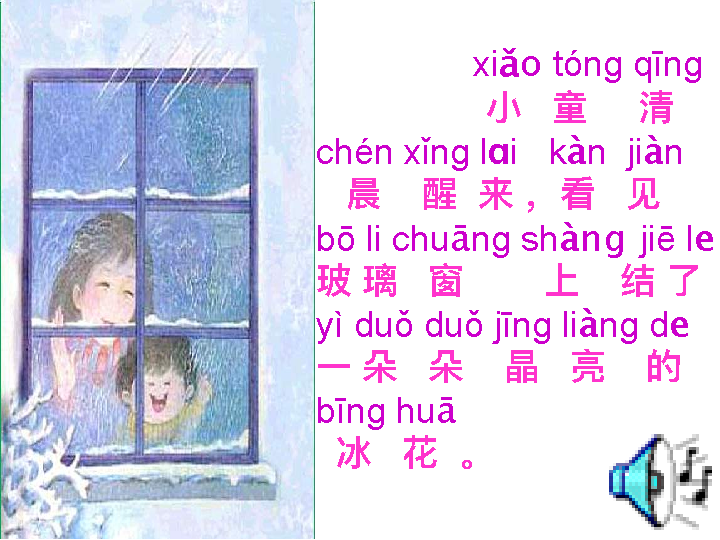 xiǎo tóng qīng
小 童 清
chén xǐng lɑi kàn jiàn
晨 醒 来，看 见
bō li chuāng shàng jiē le
玻 璃 窗 上 结 了
yì duǒ duǒ jīng liàng de
一 朵 朵 晶 亮 的
bīng huā
冰 花 。